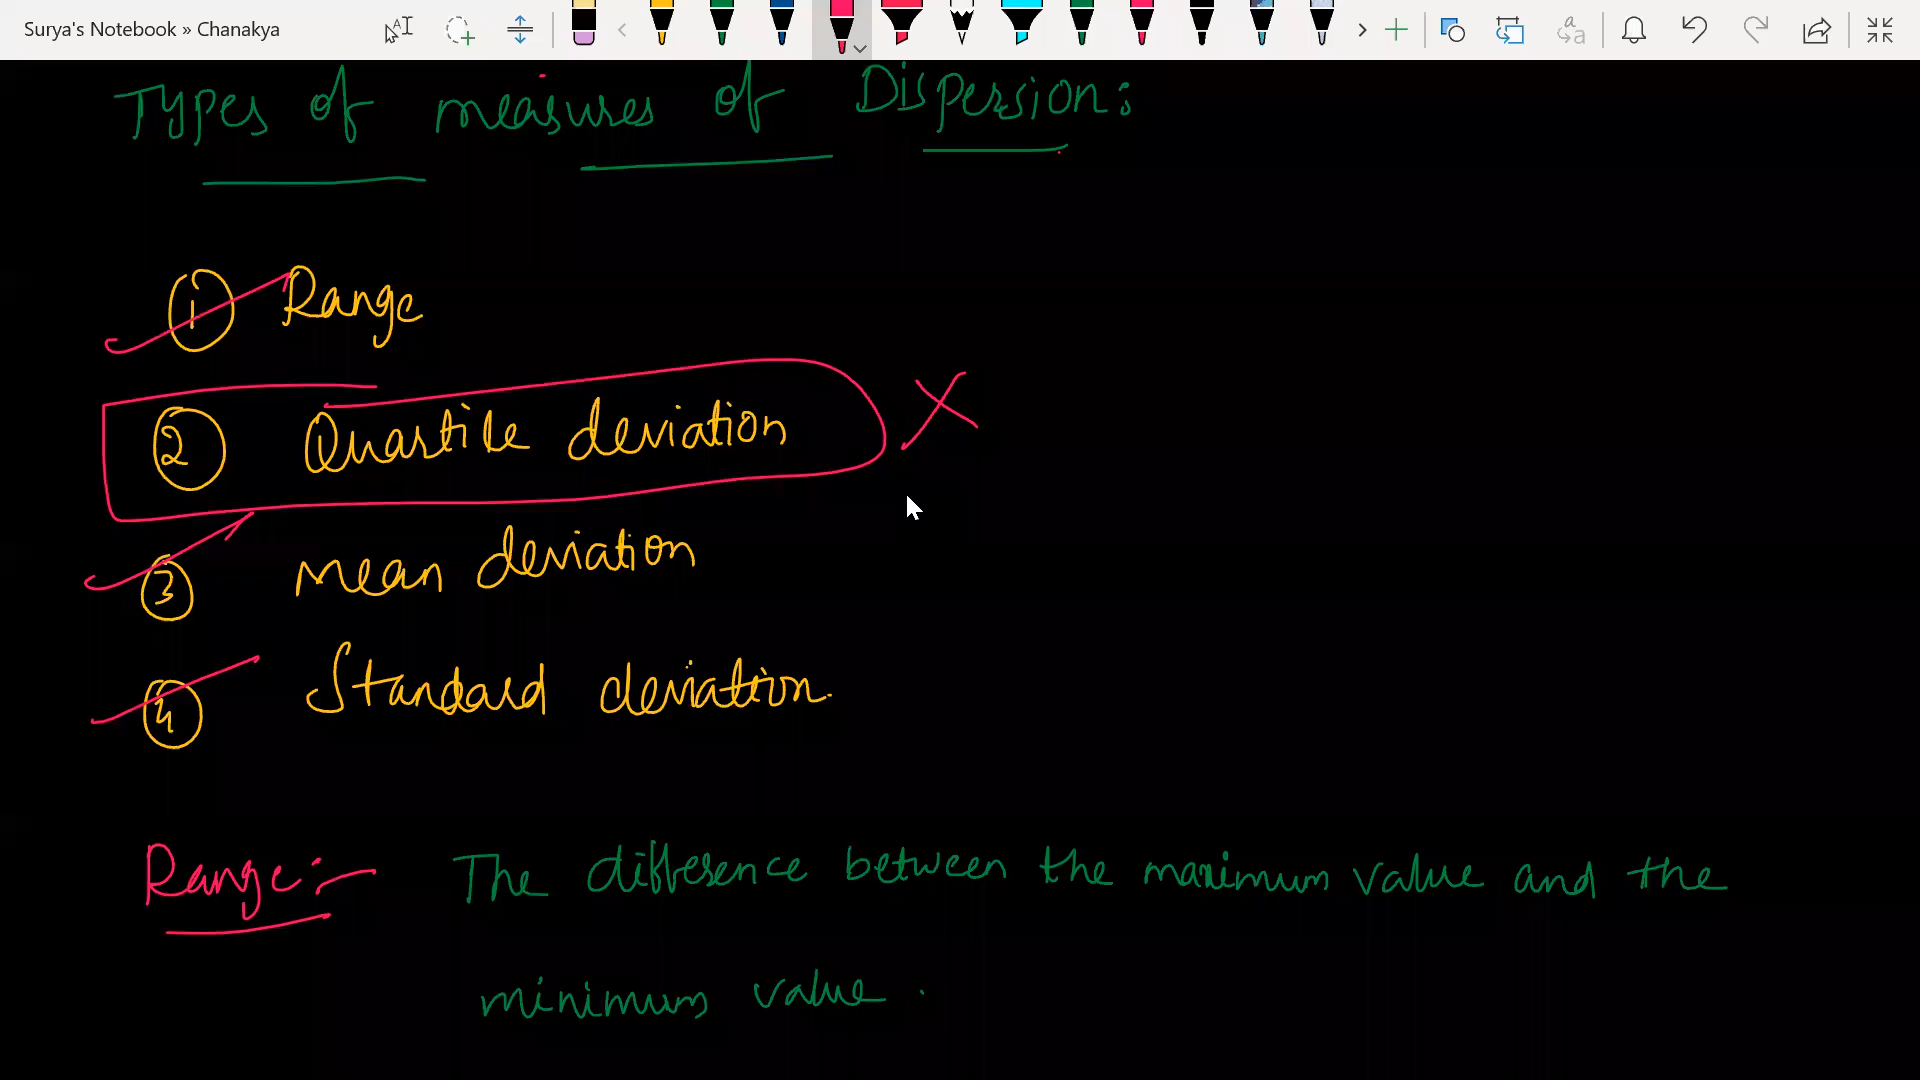 Surya's Notebook » Chanakya
Types of measures of Dispersion:
① Range
② Quartile deviation
③ mean deviation
④ Standard deviation.
Range:- The difference between the maximum value and the
minimum value.